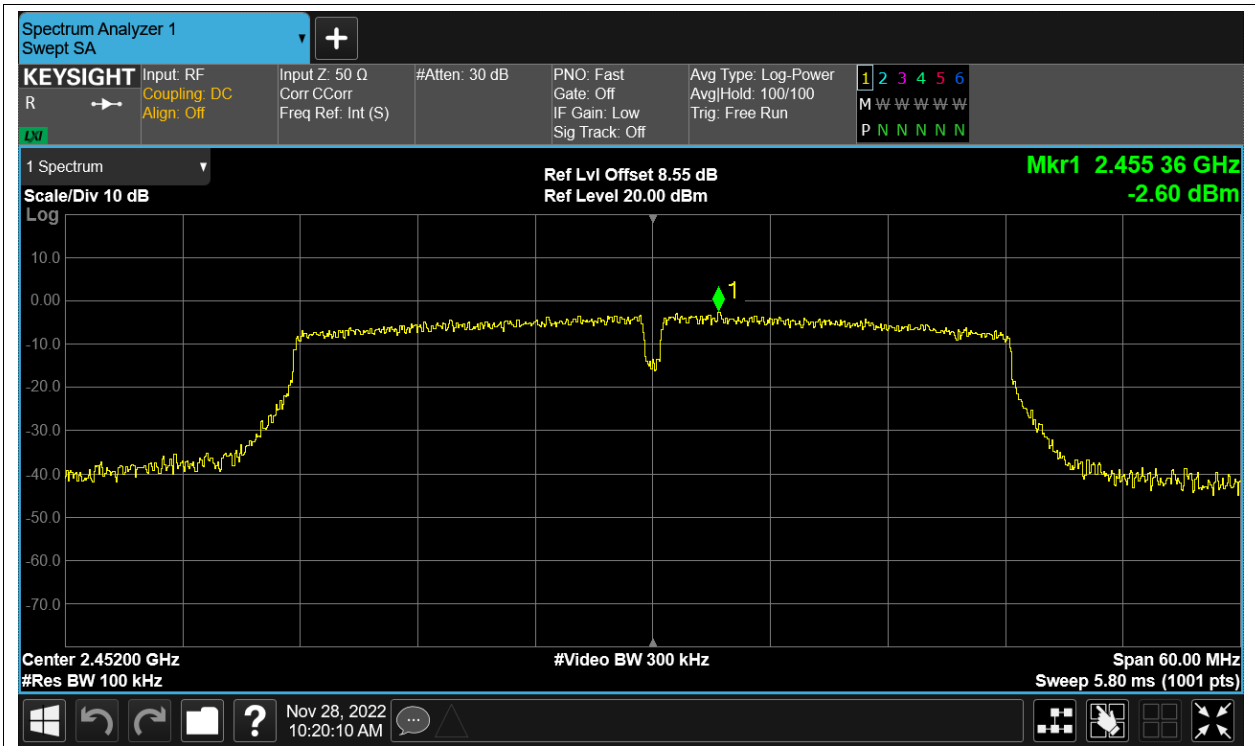 Spectrum Analyzer 1
Swept SA
KEYSIGHT
R
LXI
Input: RF
Coupling: DC
Align: Off
Input Z: 50 Ω
Corr CCorr
Freq Ref: Int (S)
#Atten: 30 dB
PNO: Fast
Gate: Off
IF Gain: Low
Sig Track: Off
Avg Type: Log-Power
Avg|Hold: 100/100
Trig: Free Run
1 2 3 4 5 6
M W W W W W W
P N N N N N
1 Spectrum
Scale/Div 10 dB
Ref Lvl Offset 8.55 dB
Ref Level 20.00 dBm
Mkr1 2.455 36 GHz
-2.60 dBm
Log
10.0
0.00
-10.0
-20.0
-30.0
-40.0
-50.0
-60.0
-70.0
1
Center 2.45200 GHz
#Res BW 100 kHz
#Video BW 300 kHz
Span 60.00 MHz
Sweep 5.80 ms (1001 pts)
?
Nov 28, 2022
10:20:10 AM